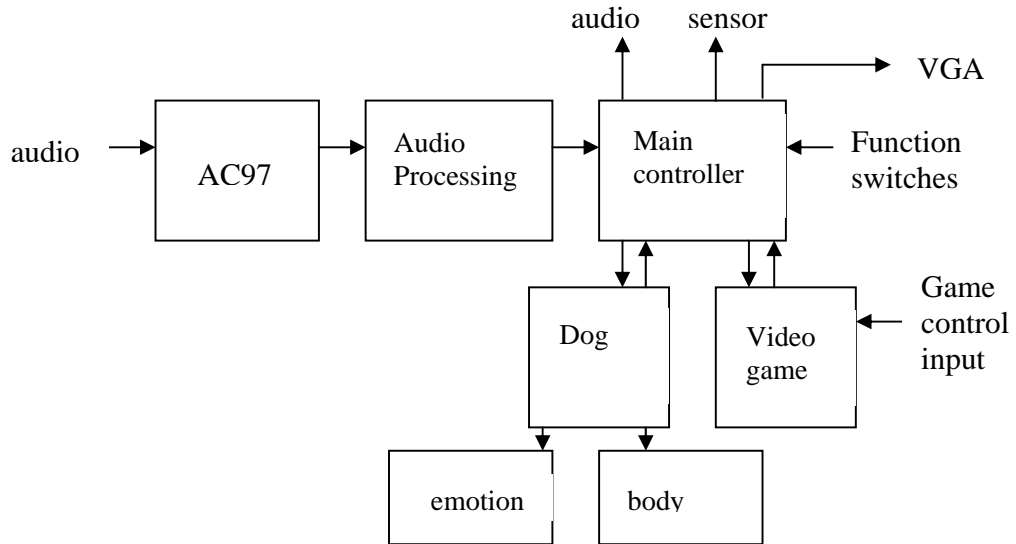 audio
sensor
VGA
audio
AC97
Audio
Processing
Main
controller
Function
switches
Dog
Video
game
Game
control
input
emotion
body